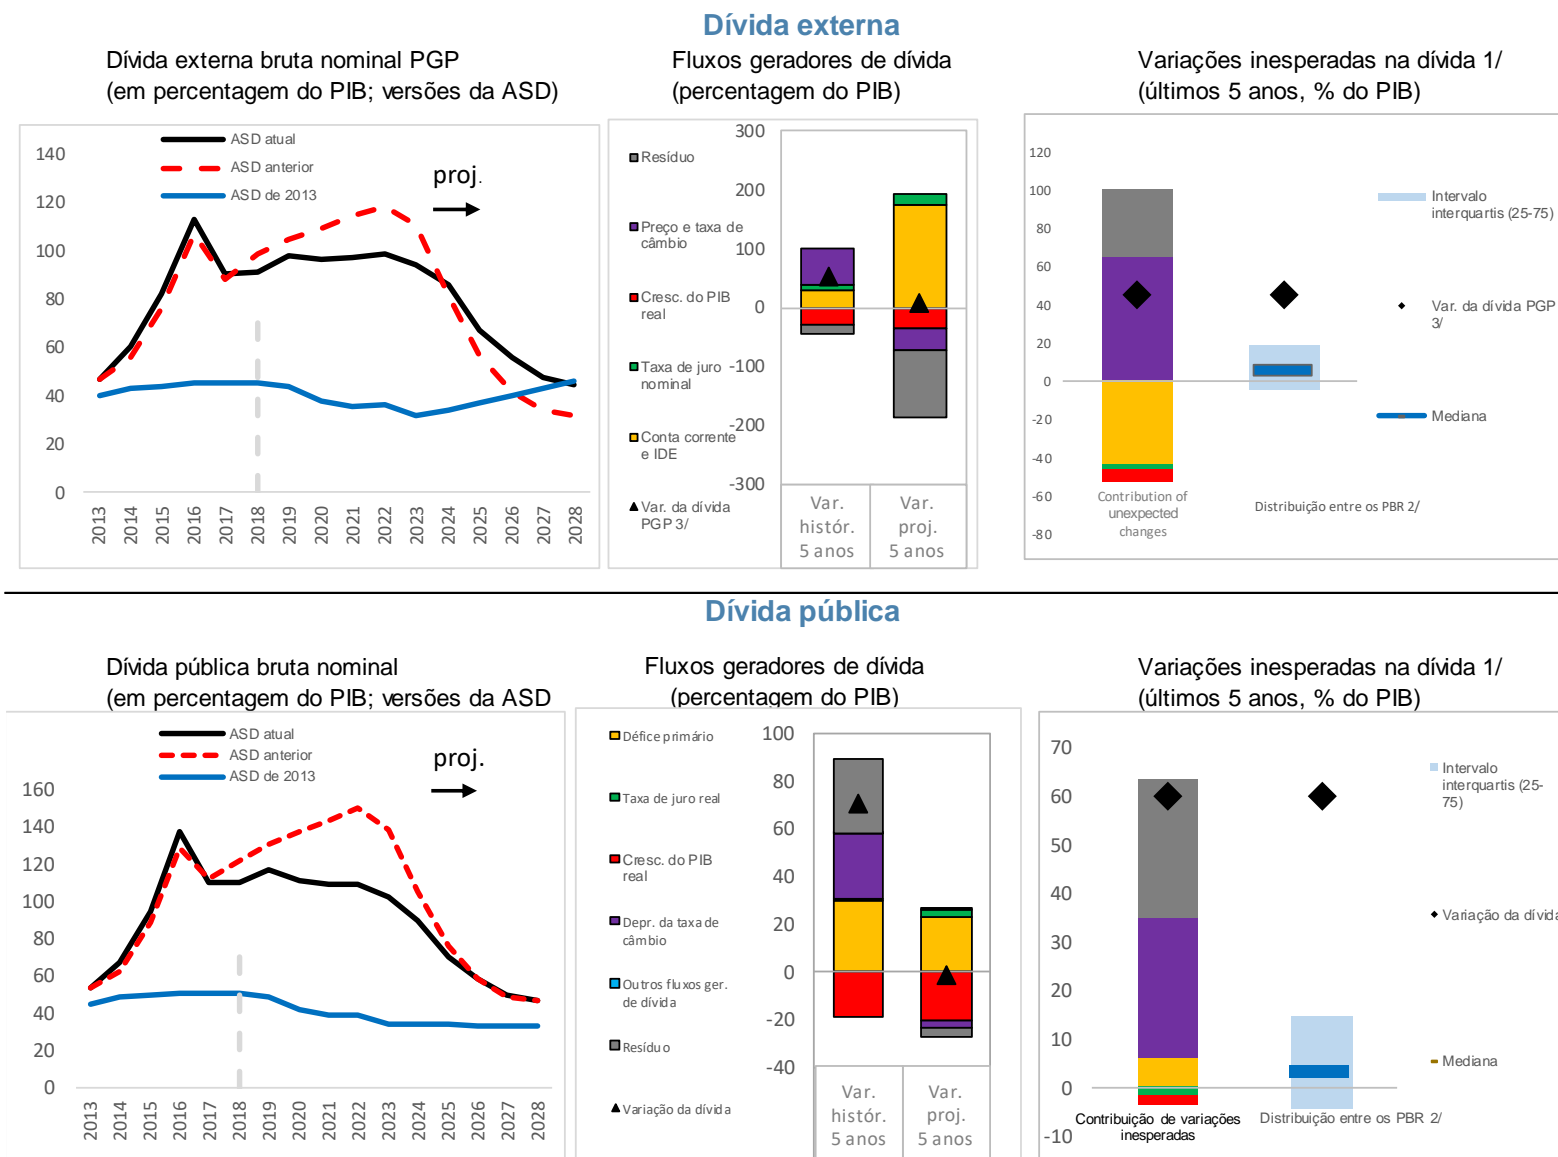 Dívida externa
Dívida externa bruta nominal PGP
(em percentagem do PIB; versões da ASD)
ASD atual
ASD anterior
ASD de 2013
proj.
140
120
100
80
60
40
20
0
2013
2014
2015
2016
2017
2018
2019
2020
2021
2022
2023
2024
2025
2026
2027
2028
Fluxos geradores de dívida
(percentagem do PIB)
Resíduo
Preço e taxa de
câmbio
Cresc. do PIB
real
Taxa de juro
nominal
Conta corrente
e IDE
Var. da dívida
PGP 3/
300
200
100
0
-100
-200
-300
Var.
histór.
5 anos
Var.
proj.
5 anos
Variações inesperadas na dívida 1/
(últimos 5 anos, % do PIB)
120
100
80
60
40
20
0
-20
-40
-60
-80
Contribution of
unexpected
changes
Distribuição entre os PBR 2/
Intervalo
interquartis (25-75)
Var. da dívida PGP
3/
Mediana
Dívida pública
Dívida pública bruta nominal
(em percentagem do PIB; versões da ASD
ASD atual
ASD anterior
ASD de 2013
proj.
160
140
120
100
80
60
40
20
0
2013
2014
2015
2016
2017
2018
2019
2020
2021
2022
2023
2024
2025
2026
2027
2028
Fluxos geradores de dívida
(percentagem do PIB)
Défice primário
Taxa de juro real
Cresc. do PIB
real
Depr. da taxa de
câmbio
Outros fluxos ger.
de dívida
Resíduo
Variação da dívida
100
80
60
40
20
0
-20
-40
Var.
histór.
5 anos
Var.
proj.
5 anos
Variações inesperadas na dívida 1/
(últimos 5 anos, % do PIB)
70
60
50
40
30
20
10
0
-10
Contribuição de variações
inesperadas
Distribuição entre os PBR 2/
Intervalo
interquartis (25-
75)
Variação da dívida
Mediana